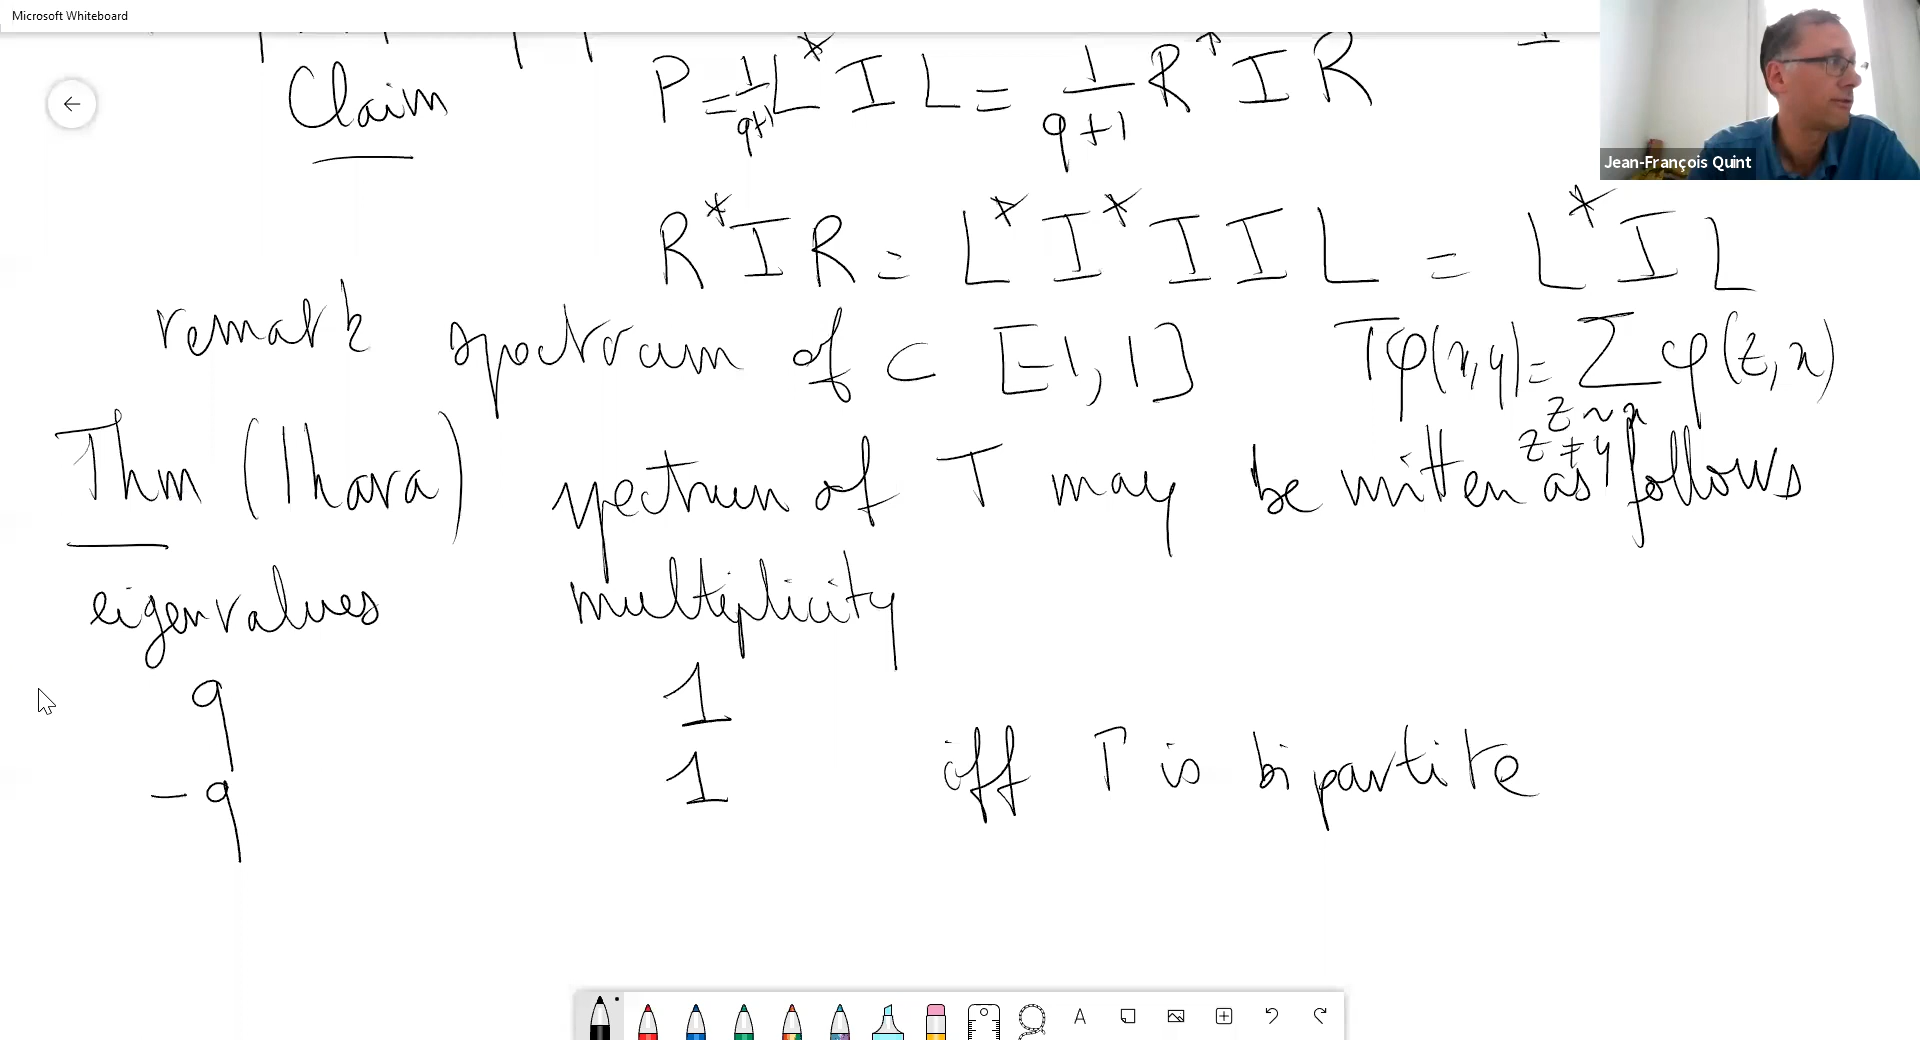 Microsoft Whiteboard
Claim P = 1/q+1 L* I L = 1/q+1 R* I R
Jean-François Quint
R* I R = L* I* I I L = L* I L
remark spectrum of ⊂ [-1, 1] Tφ(x,y) = Σ φ(z,x)
z ~ x
z ≠ y
Thm (Ihara) spectrum of T may be written as follows
eigenvalues multiplicity
q 1
-q 1 iff Γ is bipartite